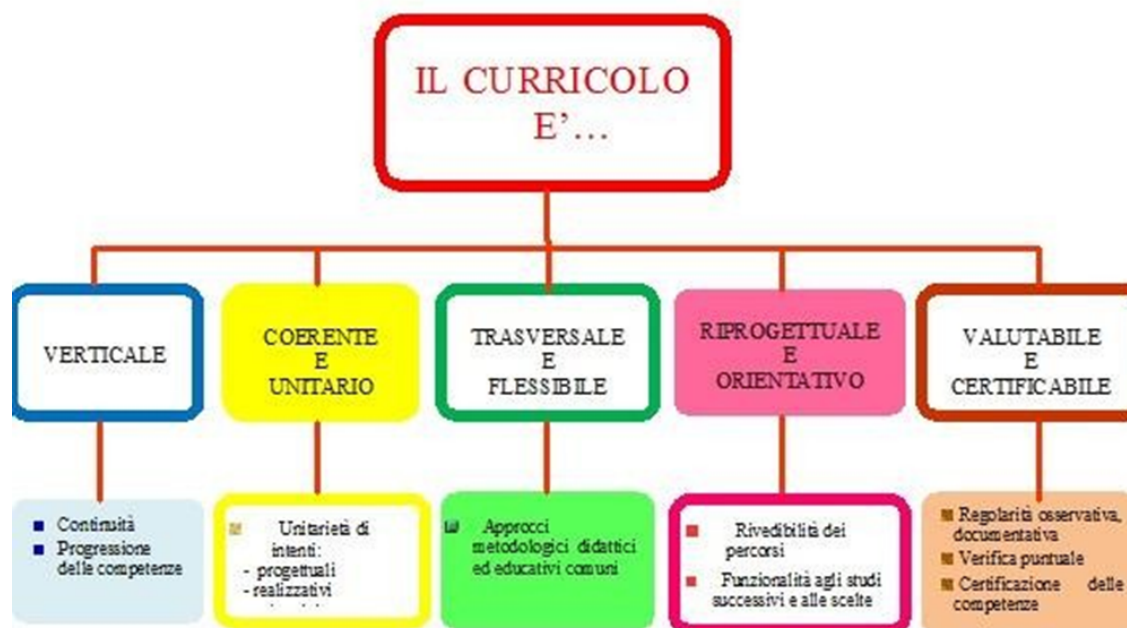 IL CURRICOLO
E’...
VERTICALE
COERENTE
E
UNITARIO
TRASVERSALE
E
FLESSIBILE
RIPROGETTUALE
E
ORIENTATIVO
VALUTABILE
E
CERTIFICABILE
Continuità
Progressione
delle competenze
Unitarietà di
intenti:
- progettuali
- realizzativi
Approcci
metodologici didattici
ed educativi comuni
Rivedibilità dei
percorsi
Funzionalità agli studi
successivi e alle scelte
Regolarità osservativa,
documentativa
Verifica puntuale
Certificazione delle
competenze